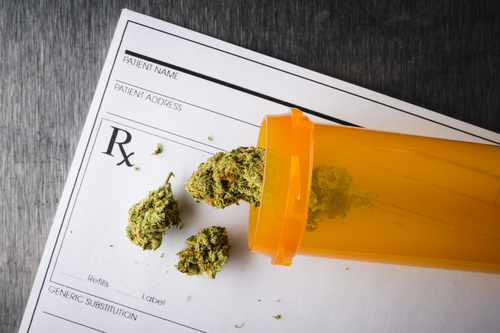 PATIENT NAME
PATIENT ADDRESS
Rx
Refills
Label
GENERIC SUBSTITUTION